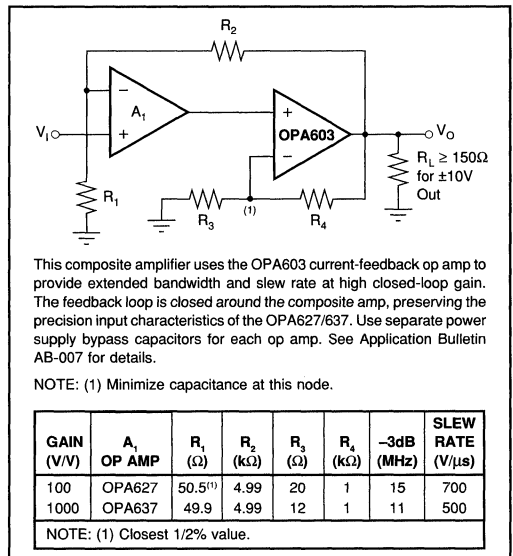 R2
A1
−
+
VI
R1
+
OPA603
−
VO
RL ≥ 150Ω
for ±10V
Out
R3
(1)
R4
This composite amplifier uses the OPA603 current-feedback op amp to
provide extended bandwidth and slew rate at high closed-loop gain.
The feedback loop is closed around the composite amp, preserving the
precision input characteristics of the OPA627/637. Use separate power
supply bypass capacitors for each op amp. See Application Bulletin
AB-007 for details.
NOTE: (1) Minimize capacitance at this node.
GAIN (V/V) A1 OP AMP R1 (Ω) R2 (kΩ) R3 (Ω) R4 (kΩ) −3dB (MHz) SLEW RATE (V/µs)
100 OPA627 50.5(1) 4.99 20 1 15 700
1000 OPA637 49.9 4.99 12 1 11 500
NOTE: (1) Closest 1/2% value.